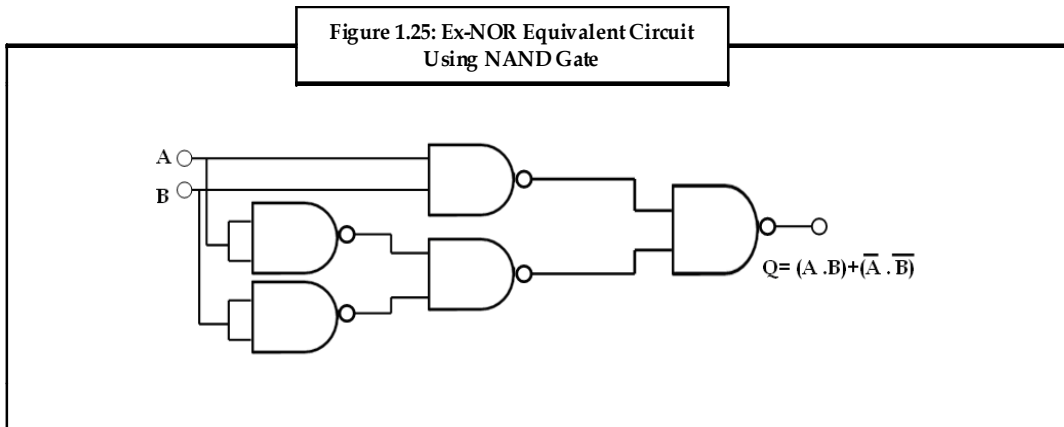 Figure 1.25: Ex-NOR Equivalent Circuit
Using NAND Gate
A
B
Q= (A .B)+(A̅ . B̅)